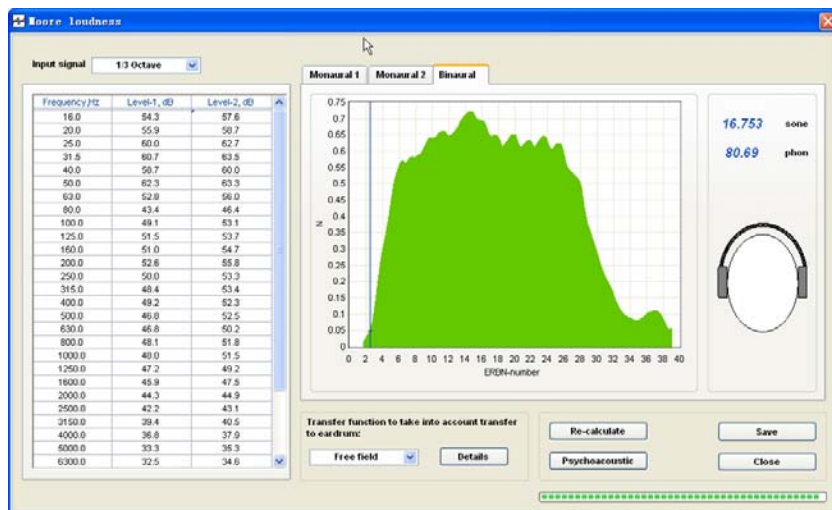 Moore loudness
Input signal 1/3 Octave
Frequency,Hz Level-1, dB Level-2, dB
16.0 54.3 57.6
20.0 55.9 58.7
25.0 60.0 62.7
31.5 60.7 63.5
40.0 58.7 60.0
50.0 62.3 63.3
63.0 52.8 56.0
80.0 43.4 46.4
100.0 49.1 53.1
125.0 51.5 53.7
160.0 51.0 54.7
200.0 52.6 55.8
250.0 50.0 53.3
315.0 48.4 53.4
400.0 49.2 52.3
500.0 46.8 52.5
630.0 46.8 50.2
800.0 48.1 51.8
1000.0 48.0 51.5
1250.0 47.2 49.2
1600.0 45.9 47.5
2000.0 44.3 44.9
2500.0 42.2 43.1
3150.0 39.4 40.5
4000.0 36.8 37.9
5000.0 33.3 35.3
6300.0 32.5 34.6
Monaural 1 Monaural 2 Binaural
0.75
0.7
0.65
0.6
0.55
0.5
0.45
0.4
0.35
0.3
0.25
0.2
0.15
0.1
0.05
0
N
0 2 4 6 8 10 12 14 16 18 20 22 24 26 28 30 32 34 36 38 40
ERBN-number
16.753 sone
80.69 phon
Transfer function to take into account transfer
to eardrum:
Free field Details
Re-calculate Save
Psychoacoustic Close